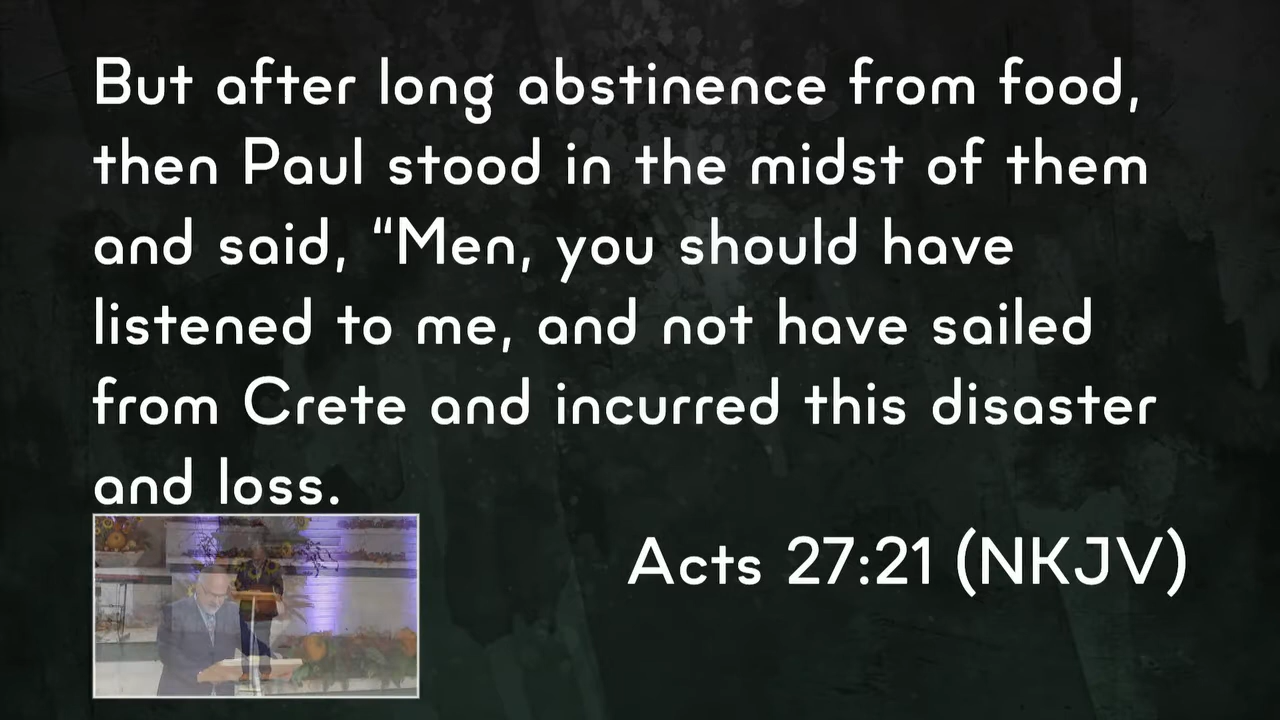 But after long abstinence from food,
then Paul stood in the midst of them
and said, “Men, you should have
listened to me, and not have sailed
from Crete and incurred this disaster
and loss.
Acts 27:21 (NKJV)